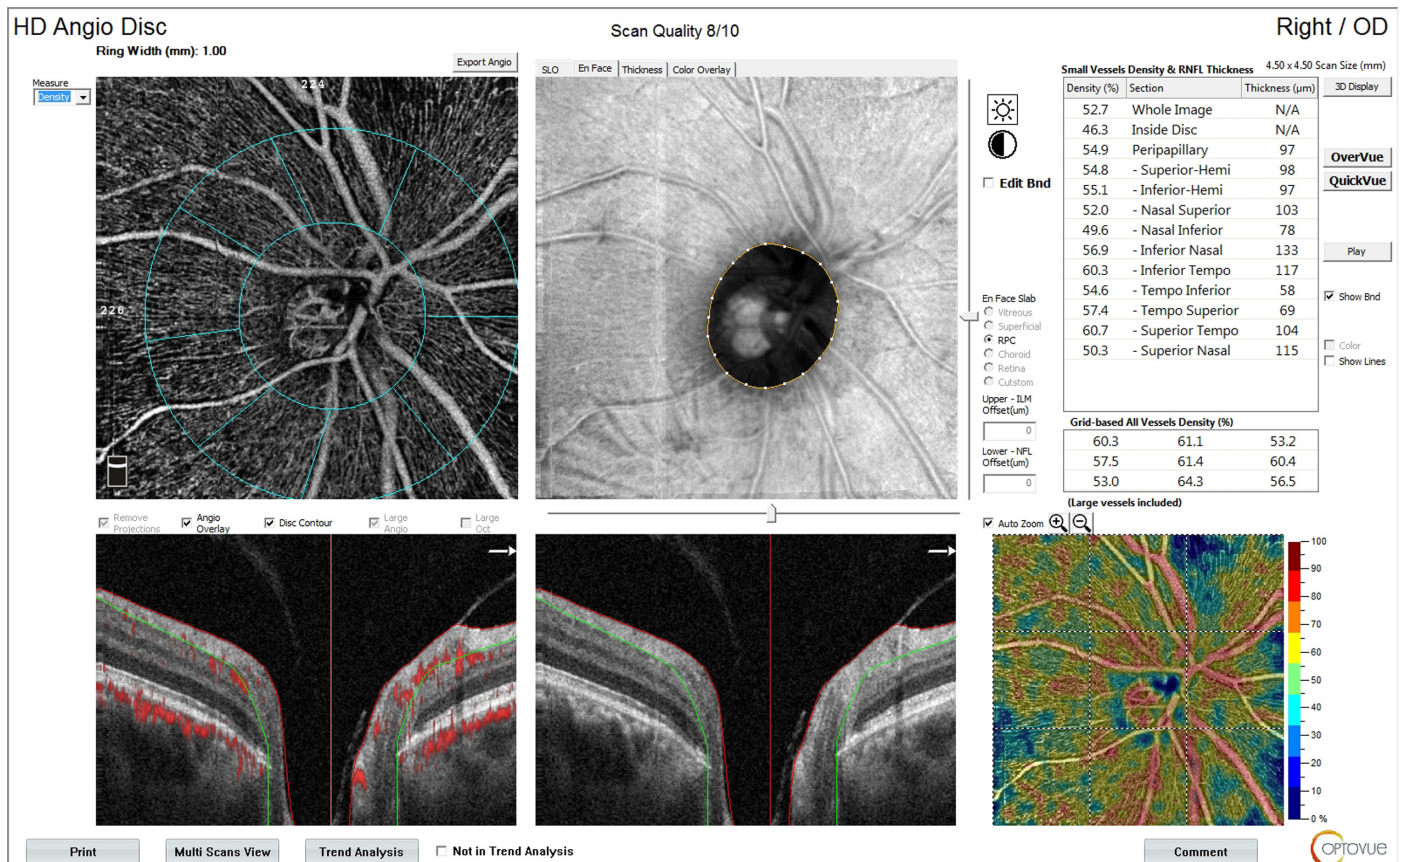 HD Angio Disc
Scan Quality 8/10
Right / OD
Ring Width (mm): 1.00
Export Angio
Measure
Density
224
226
SLO
En Face
Thickness
Color Overlay
Edit Bnd
En Face Slab
Vitreous
Superficial
RPC
Choroid
Retina
Cutstom
Upper - ILM
Offset(um)
0
Lower - NFL
Offset(um)
0
Small Vessels Density & RNFL Thickness
4.50 x 4.50 Scan Size (mm)
Density (%) Section Thickness (µm)
52.7 Whole Image N/A
46.3 Inside Disc N/A
54.9 Peripapillary 97
54.8 - Superior-Hemi 98
55.1 - Inferior-Hemi 97
52.0 - Nasal Superior 103
49.6 - Nasal Inferior 78
56.9 - Inferior Nasal 133
60.3 - Inferior Tempo 117
54.6 - Tempo Inferior 58
57.4 - Tempo Superior 69
60.7 - Superior Tempo 104
50.3 - Superior Nasal 115
3D Display
OverVue
QuickVue
Play
Show Bnd
Color
Show Lines
Grid-based All Vessels Density (%)
60.3 61.1 53.2
57.5 61.4 60.4
53.0 64.3 56.5
(Large vessels included)
Remove
Projections
Angio
Overlay
Disc Contour
Large
Angio
Large
Oct
Auto Zoom
100
90
80
70
60
50
40
30
20
10
0 %
Print
Multi Scans View
Trend Analysis
Not in Trend Analysis
Comment
OPTOVUE